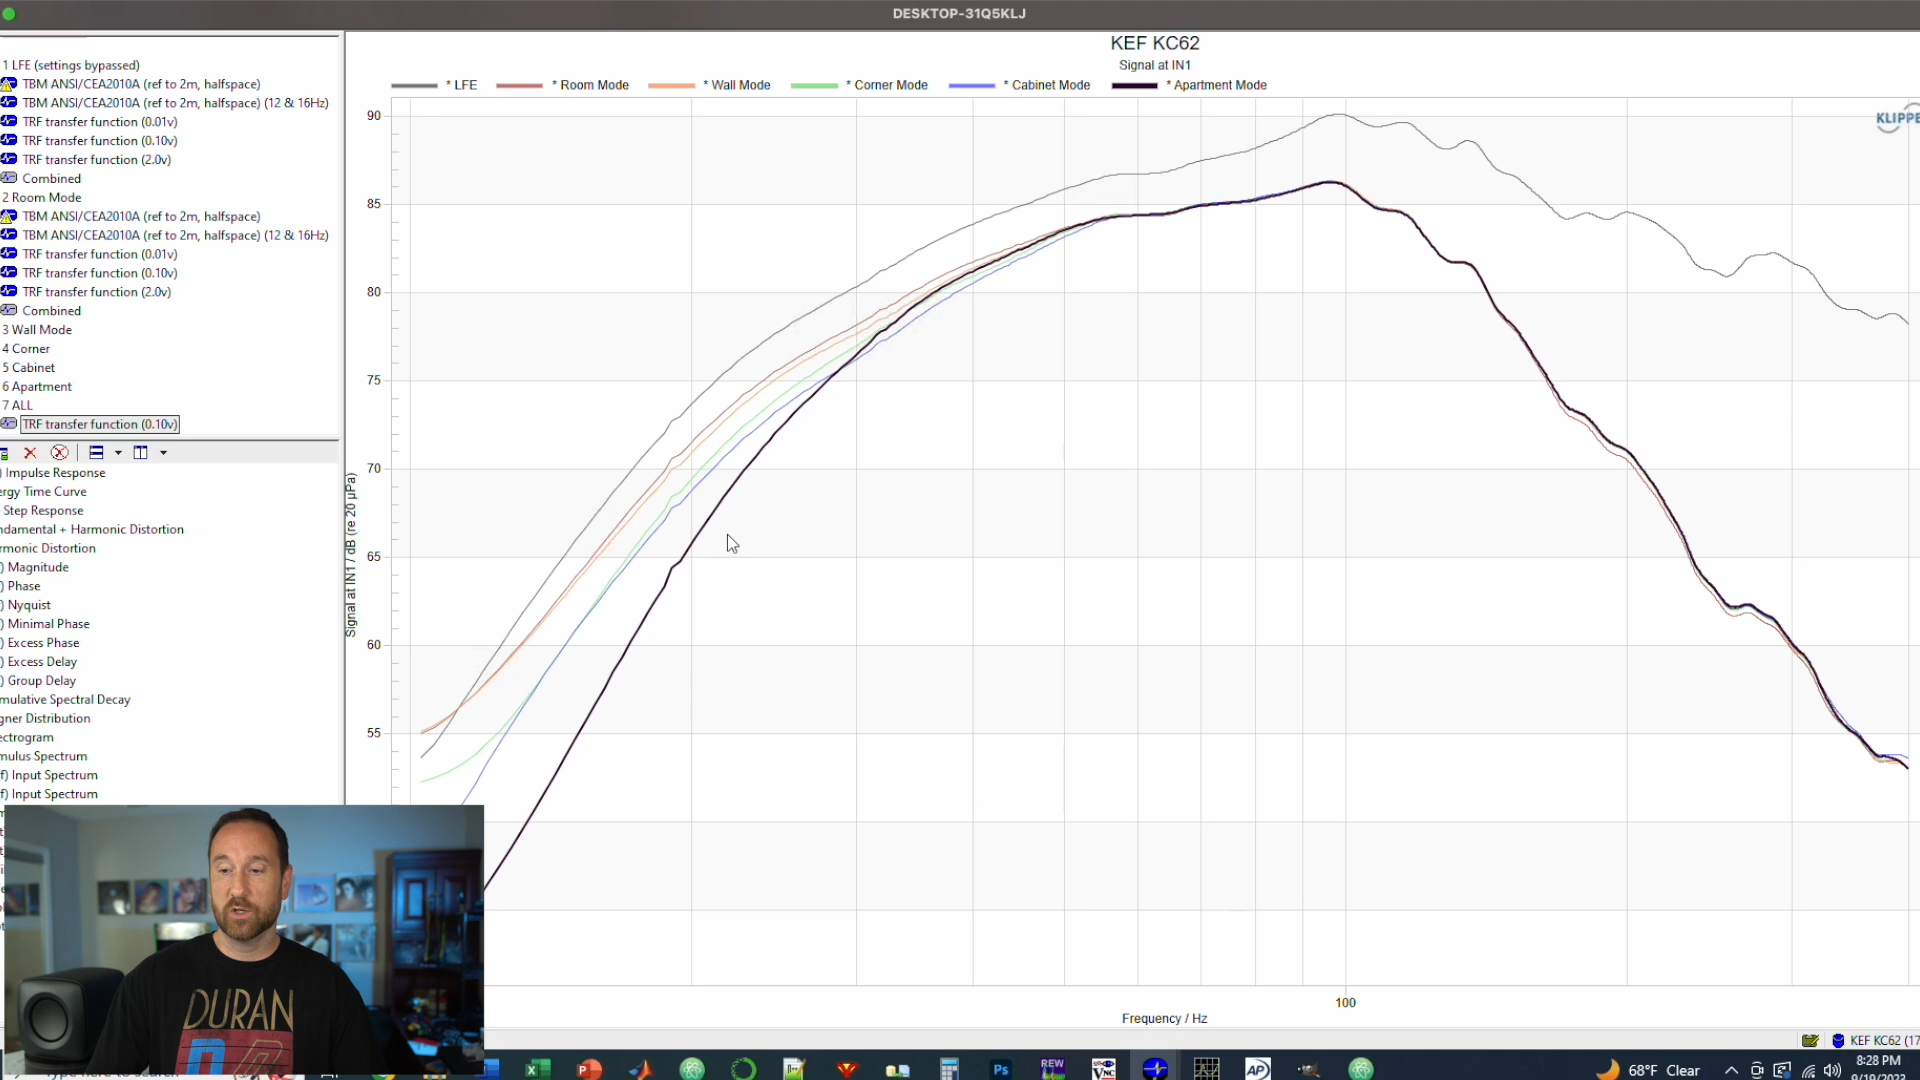 DESKTOP-31Q5KLJ
1 LFE (settings bypassed)
TBM ANSI/CEA2010A (ref to 2m, halfspace)
TBM ANSI/CEA2010A (ref to 2m, halfspace) (12 & 16Hz)
TRF transfer function (0.01v)
TRF transfer function (0.10v)
TRF transfer function (2.0v)
Combined
2 Room Mode
TBM ANSI/CEA2010A (ref to 2m, halfspace)
TBM ANSI/CEA2010A (ref to 2m, halfspace) (12 & 16Hz)
TRF transfer function (0.01v)
TRF transfer function (0.10v)
TRF transfer function (2.0v)
Combined
3 Wall Mode
4 Corner
5 Cabinet
6 Apartment
7 ALL
TRF transfer function (0.10v)
) Impulse Response
ergy Time Curve
Step Response
ndamental + Harmonic Distortion
rmonic Distortion
) Magnitude
) Phase
) Nyquist
) Minimal Phase
) Excess Phase
) Excess Delay
) Group Delay
mulative Spectral Decay
gner Distribution
ectrogram
mulus Spectrum
f) Input Spectrum
f) Input Spectrum
KEF KC62
Signal at IN1
* LFE * Room Mode * Wall Mode * Corner Mode * Cabinet Mode * Apartment Mode
KLIPPE
90
85
80
75
70
65
60
55
Signal at IN1 / dB (re 20 µPa)
100
Frequency / Hz
DURAN
KEF KC62 (17
Ps
REW
VNC
AP
68°F Clear
8:28 PM
9/19/2023